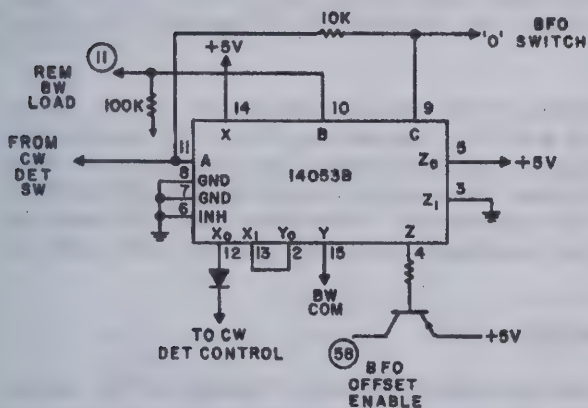 10K
'0'
BFO
SWITCH
+5V
11
REM
BW
LOAD
100K
14
10
9
X
B
C
11
FROM
CW
DET
SW
A
8
GND
7
GND
6
INH
14053B
Z0
5
+5V
Z1
3
X0
X1
Y0
Y
Z
12
13
2
15
4
BW
COM
TO CW
DET CONTROL
58
+5V
BFO
OFFSET
ENABLE